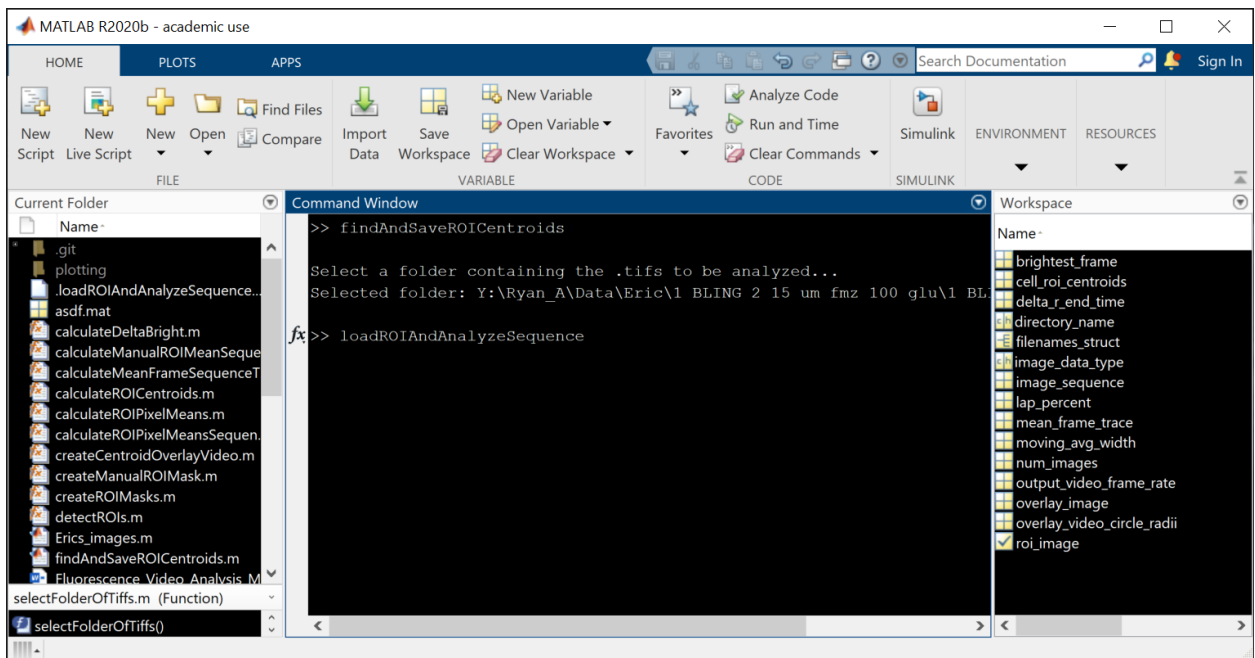 MATLAB R2020b - academic use
HOME PLOTS APPS Search Documentation Sign In
New Script
New Live Script
New
Open
Find Files
Compare
FILE
Import Data
Save Workspace
New Variable
Open Variable
Clear Workspace
VARIABLE
Favorites
Analyze Code
Run and Time
Clear Commands
CODE
Simulink
SIMULINK
ENVIRONMENT
RESOURCES
Current Folder
Name
.git
plotting
.loadROIAndAnalyzeSequence...
asdf.mat
calculateDeltaBright.m
calculateManualROIMeanSeque
calculateMeanFrameSequenceT
calculateROICentroids.m
calculateROIPixelMeans.m
calculateROIPixelMeansSequen.
createCentroidOverlayVideo.m
createManualROIMask.m
createROIMasks.m
detectROIs.m
Erics_images.m
findAndSaveROICentroids.m
Fluorescence Video Analysis M
selectFolderOfTiffs.m (Function)
selectFolderOfTiffs()
Command Window
>> findAndSaveROICentroids
Select a folder containing the .tifs to be analyzed...
Selected folder: Y:\Ryan_A\Data\Eric\1 BLING 2 15 um fmz 100 glu\1 BL
fx >> loadROIAndAnalyzeSequence
Workspace
Name
brightest_frame
cell_roi_centroids
delta_r_end_time
directory_name
filenames_struct
image_data_type
image_sequence
lap_percent
mean_frame_trace
moving_avg_width
num_images
output_video_frame_rate
overlay_image
overlay_video_circle_radii
roi_image